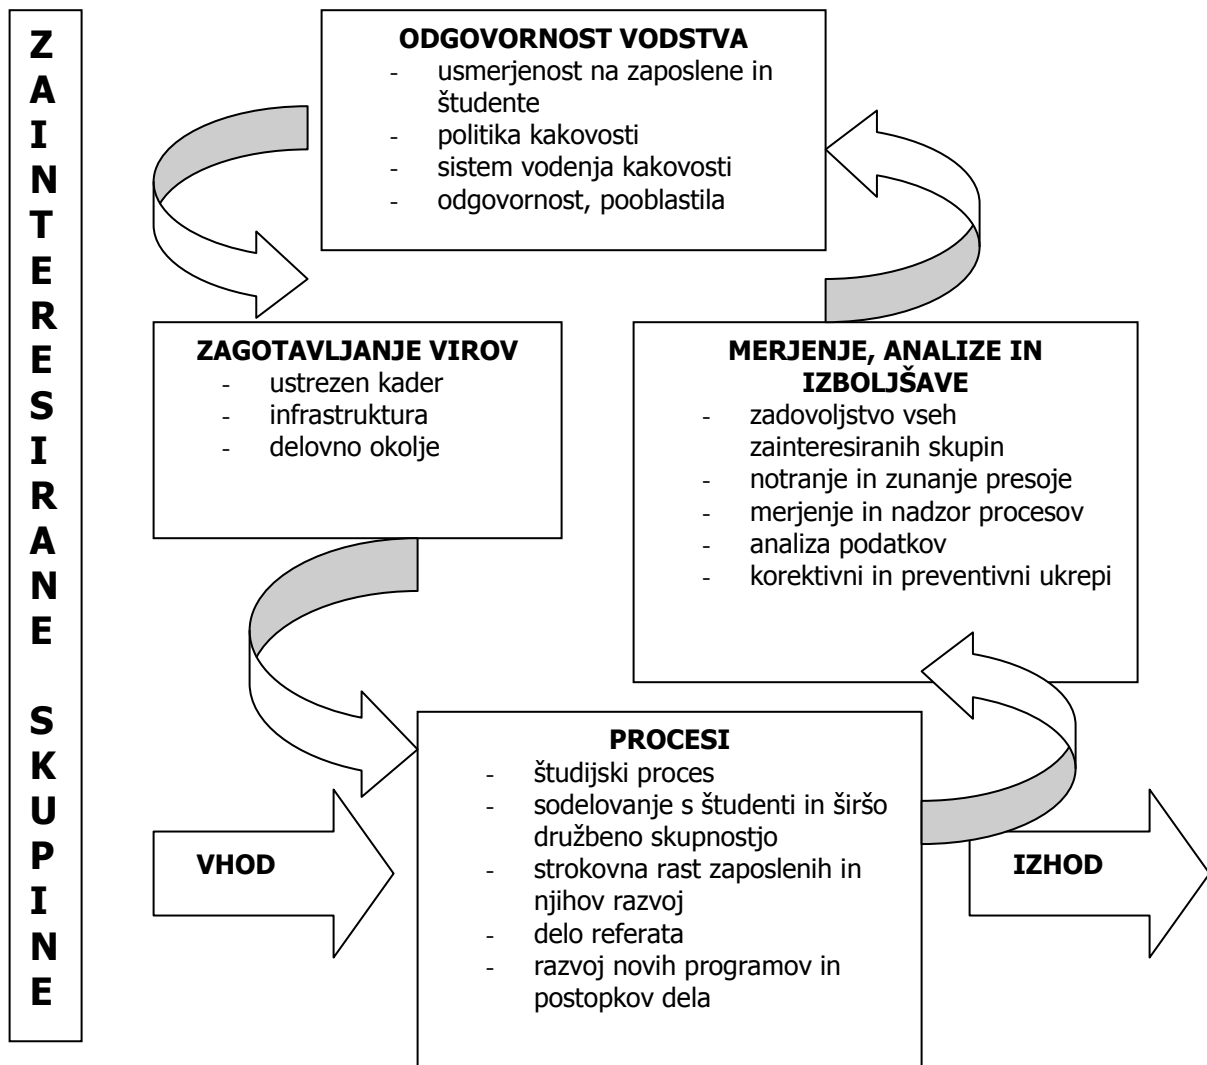 ZAINTERESIRANE SKUPINE
ODGOVORNOST VODSTVA
- usmerjenost na zaposlene in
študente
- politika kakovosti
- sistem vodenja kakovosti
- odgovornost, pooblastila
ZAGOTAVLJANJE VIROV
- ustrezen kader
- infrastruktura
- delovno okolje
MERJENJE, ANALIZE IN
IZBOLJŠAVE
- zadovoljstvo vseh
zainteresiranih skupin
- notranje in zunanje presoje
- merjenje in nadzor procesov
- analiza podatkov
- korektivni in preventivni ukrepi
VHOD
PROCESI
- študijski proces
- sodelovanje s študenti in širšo
družbeno skupnostjo
- strokovna rast zaposlenih in
njihov razvoj
- delo referata
- razvoj novih programov in
postopkov dela
IZHOD